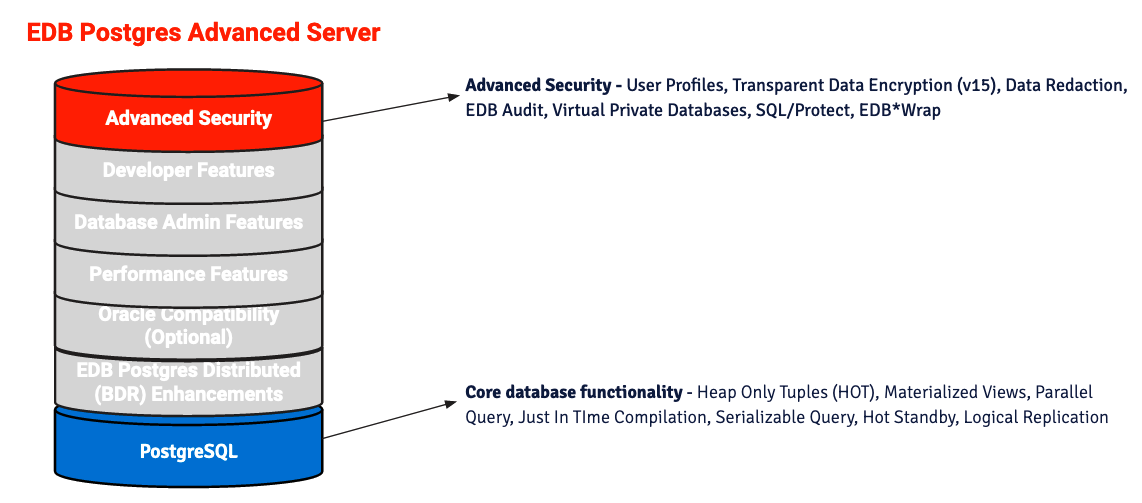 EDB Postgres Advanced Server
Advanced Security - User Profiles, Transparent Data Encryption (v15), Data Redaction,
EDB Audit, Virtual Private Databases, SQL/Protect, EDB*Wrap
Advanced Security
Developer Features
Database Admin Features
Performance Features
Oracle Compatibility
(Optional)
EDB Postgres Distributed
(BDR) Enhancements
Core database functionality - Heap Only Tuples (HOT), Materialized Views, Parallel
Query, Just In TIme Compilation, Serializable Query, Hot Standby, Logical Replication
PostgreSQL